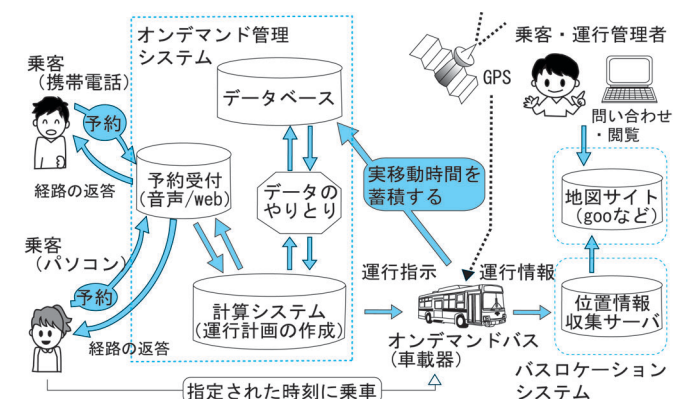 オンデマンド管理
システム
乗客
(携帯電話)
予約
経路の返答
データベース
予約受付
(音声/web)
データの
やりとり
乗客
(パソコン)
予約
経路の返答
計算システム
(運行計画の作成)
GPS
実移動時間を
蓄積する
運行指示
運行情報
オンデマンドバス
(車載器)
指定された時刻に乗車
乗客・運行管理者
問い合わせ
・閲覧
地図サイト
(gooなど)
位置情報
収集サーバ
バスロケーション
システム